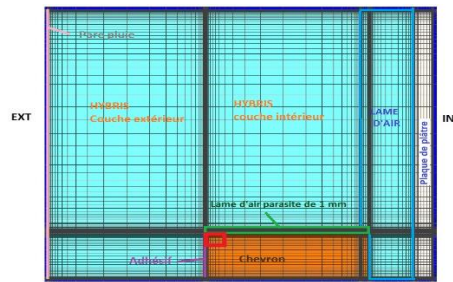 Pare pluie
HYBRIS
Couche extérieur
HYBRIS
couche intérieur
LAME
D'AIR
EXT
IN
Plaque de plâtre
Lame d'air parasite de 1 mm
Adhésif
Chevron